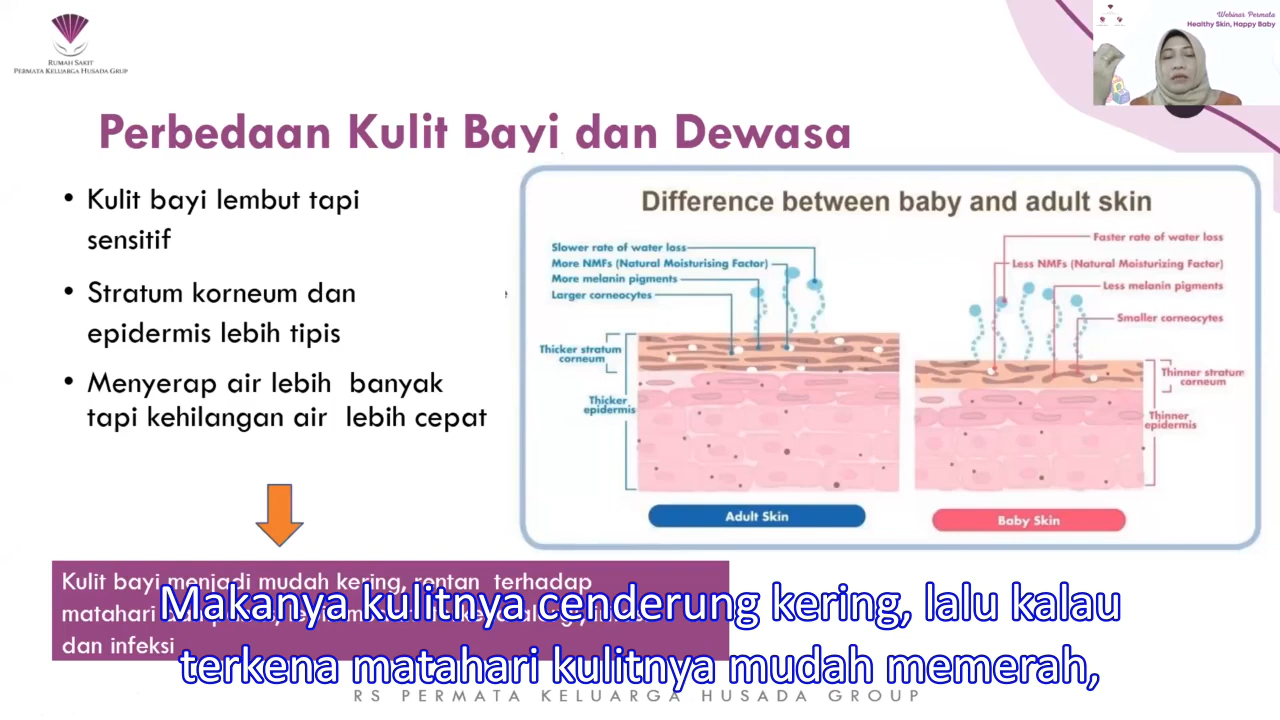 RUMAH SAKIT
PERMATA KELUARGA HUSADA GRUP
Webinar Permata
Healthy Skin, Happy Baby
Perbedaan Kulit Bayi dan Dewasa
• Kulit bayi lembut tapi
sensitif
• Stratum korneum dan
epidermis lebih tipis
• Menyerap air lebih banyak
tapi kehilangan air lebih cepat
Difference between baby and adult skin
Slower rate of water loss
More NMFs (Natural Moisturising Factor)
More melanin pigments
Larger corneocytes
Thicker stratum
corneum
Thicker
epidermis
Adult Skin
Faster rate of water loss
Less NMFs (Natural Moisturizing Factor)
Less melanin pigments
Smaller corneocytes
Thinner stratum
corneum
Thinner
epidermis
Baby Skin
Kulit bayi menjadi mudah kering, rentan terhadap
matahari
dan infeksi
Makanya kulitnya cenderung kering, lalu kalau
terkena matahari kulitnya mudah memerah,
RS PERMATA KELUARGA HUSADA GROUP